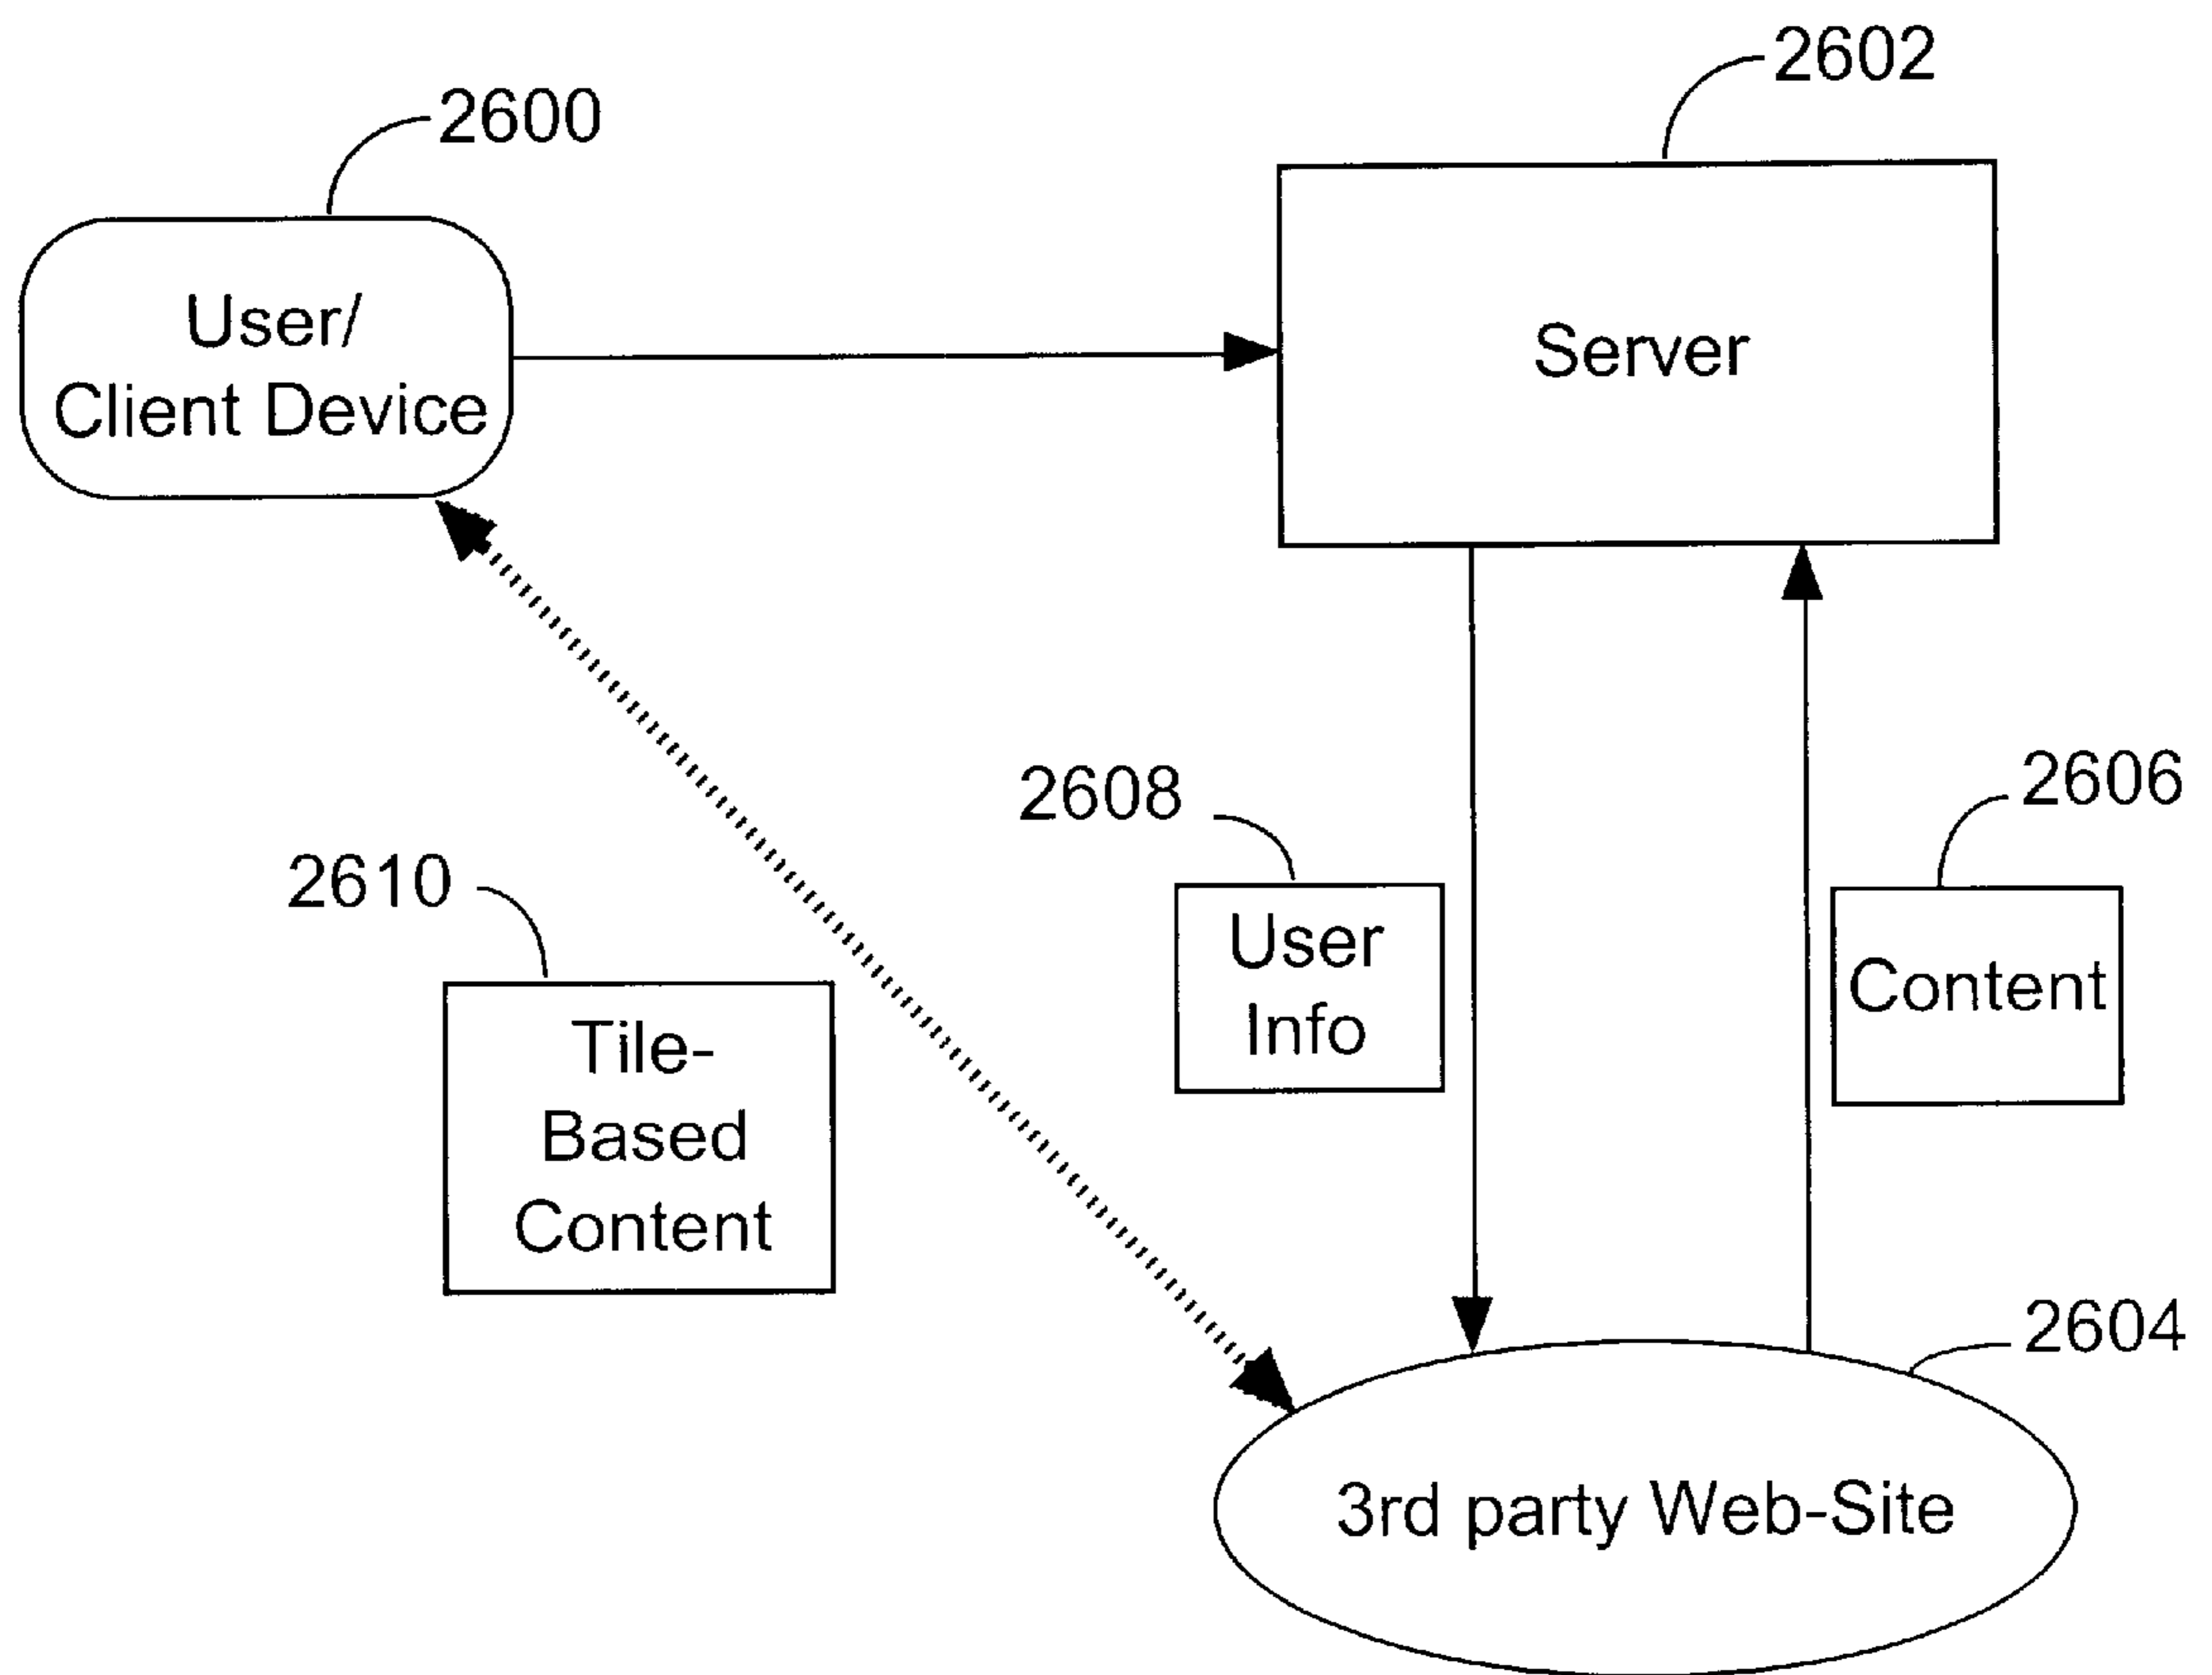 2602
2600
User/
Client Device
Server
2608
2606
2610
User
Info
Content
Tile-
Based
Content
2604
3rd party Web-Site